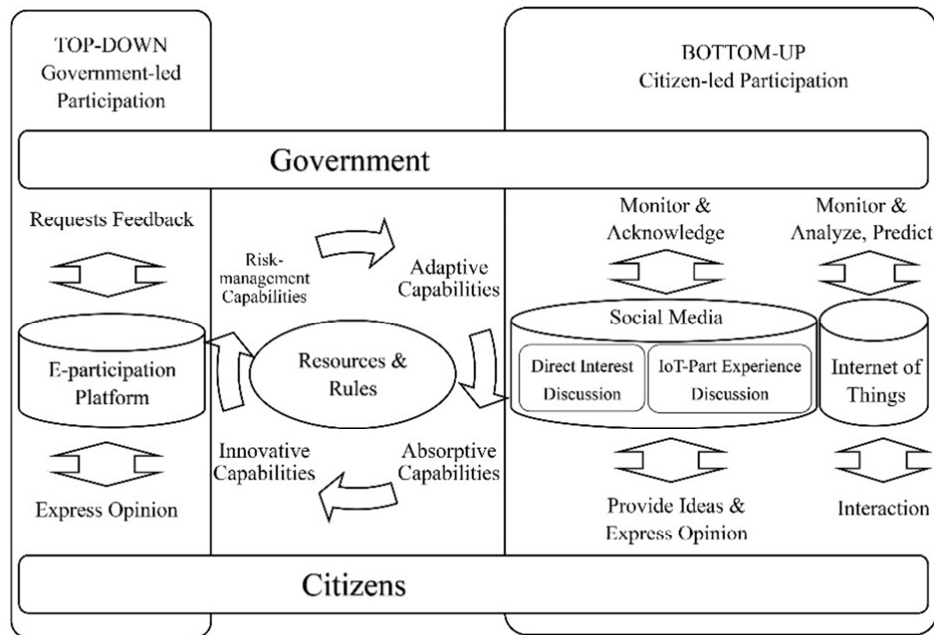 TOP-DOWN
Government-led
Participation
BOTTOM-UP
Citizen-led Participation
Government
Requests Feedback
Risk-
management
Capabilities
Adaptive
Capabilities
Monitor &
Acknowledge
Monitor &
Analyze, Predict
E-participation
Platform
Resources &
Rules
Social Media
Direct Interest
Discussion
IoT-Part Experience
Discussion
Internet of
Things
Innovative
Capabilities
Absorptive
Capabilities
Express Opinion
Provide Ideas &
Express Opinion
Interaction
Citizens